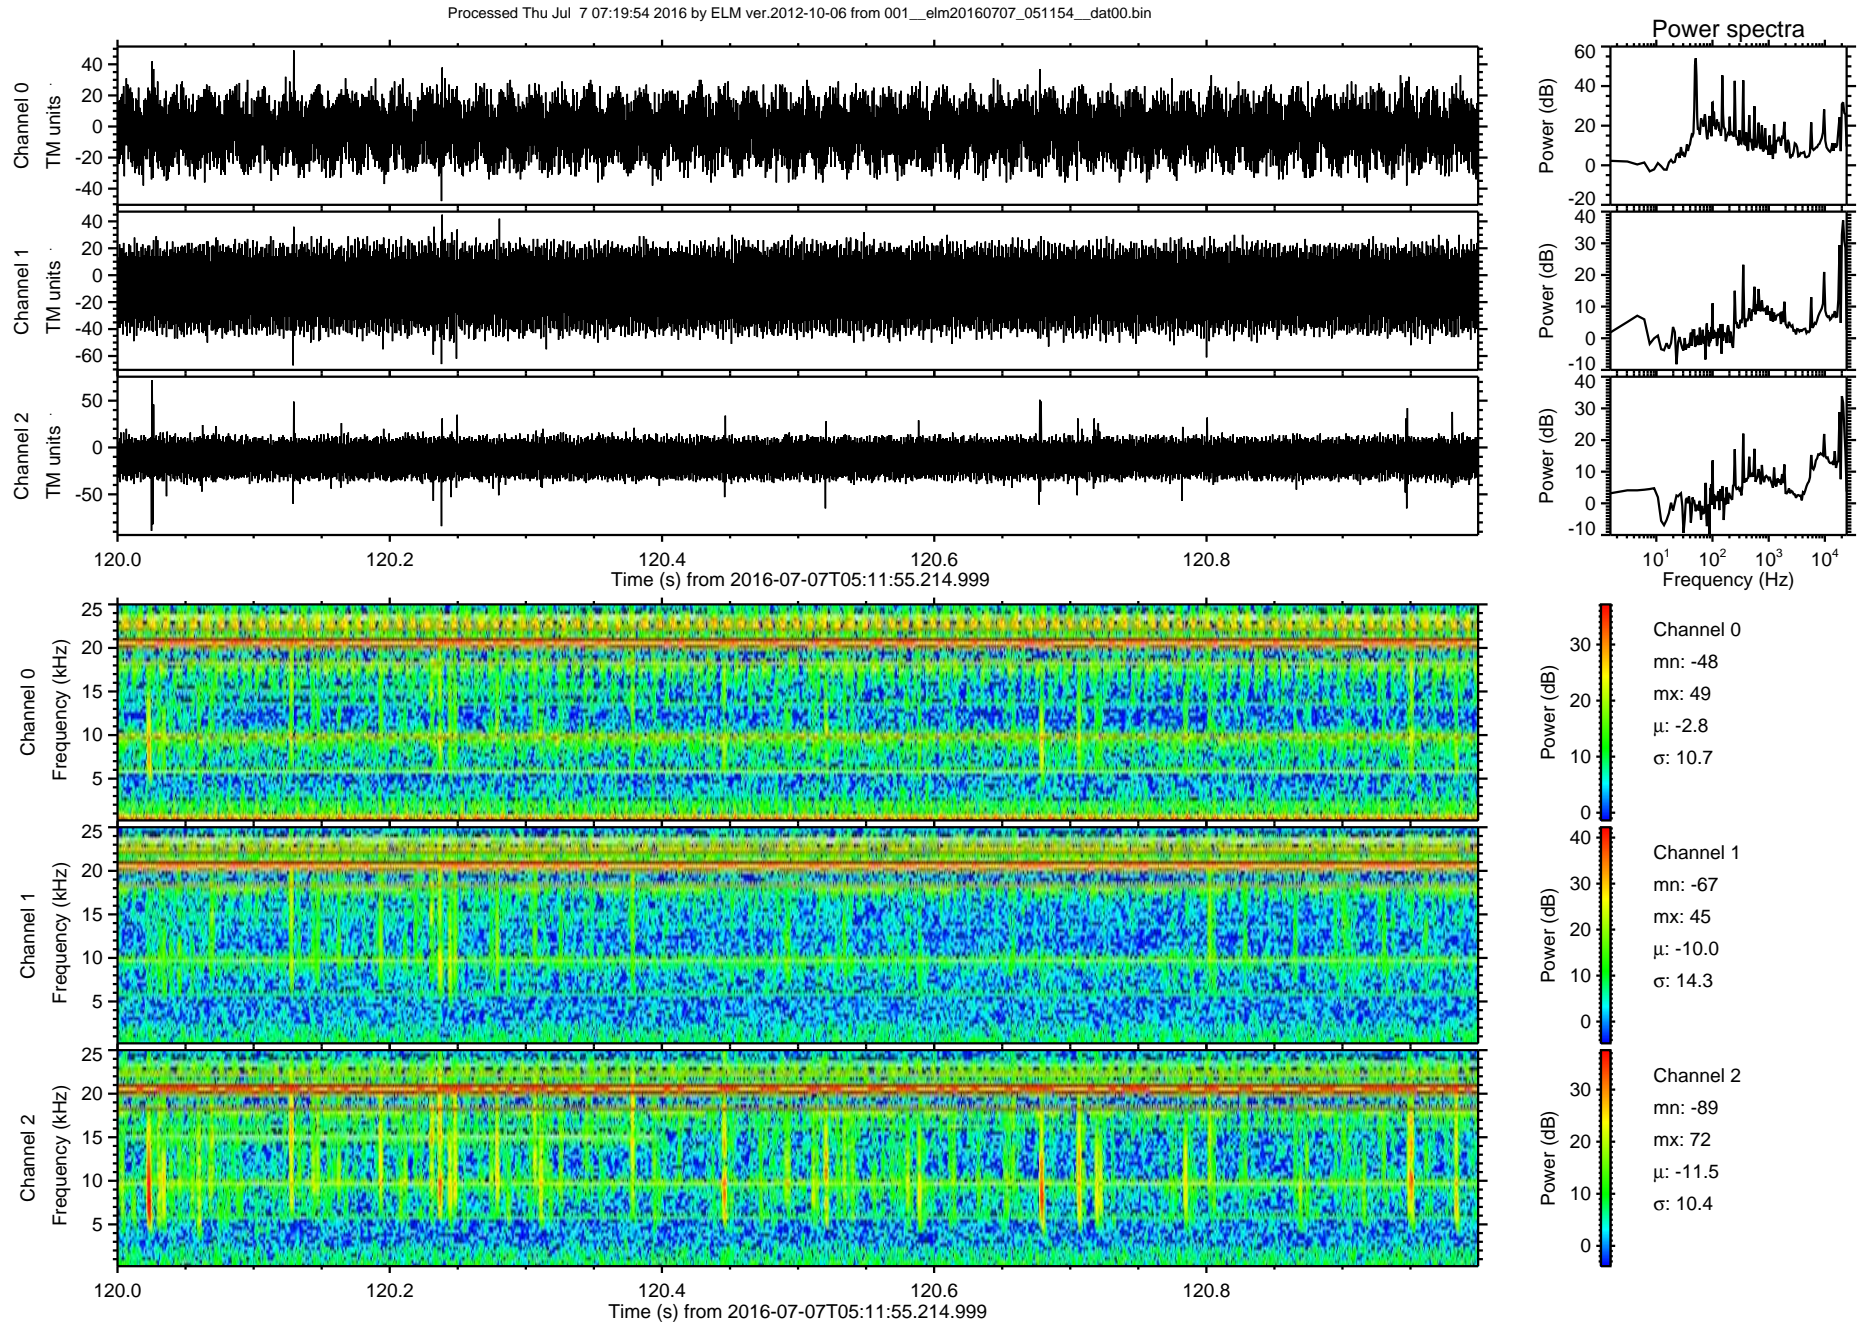 Processed Thu Jul 7 07:19:54 2016 by ELM ver.2012-10-06 from 001__elm20160707_051154__dat00.bin
Power spectra
Channel 0
TM units
40
20
0
-20
-40
Power (dB)
60
40
20
0
-20
Channel 1
TM units
40
20
0
-20
-40
-60
Power (dB)
40
30
20
10
0
-10
Channel 2
TM units
50
0
-50
Power (dB)
40
30
20
10
0
-10
120.0 120.2 120.4 120.6 120.8
Time (s) from 2016-07-07T05:11:55.214.999
10¹ 10² 10³ 10⁴
Frequency (Hz)
Channel 0
Frequency (kHz)
25
20
15
10
5
Power (dB)
30
20
10
0
Channel 0
mn: -48
mx: 49
µ: -2.8
σ: 10.7
Channel 1
Frequency (kHz)
25
20
15
10
5
Power (dB)
40
30
20
10
0
Channel 1
mn: -67
mx: 45
µ: -10.0
σ: 14.3
Channel 2
Frequency (kHz)
25
20
15
10
5
Power (dB)
30
20
10
0
Channel 2
mn: -89
mx: 72
µ: -11.5
σ: 10.4
120.0 120.2 120.4 120.6 120.8
Time (s) from 2016-07-07T05:11:55.214.999